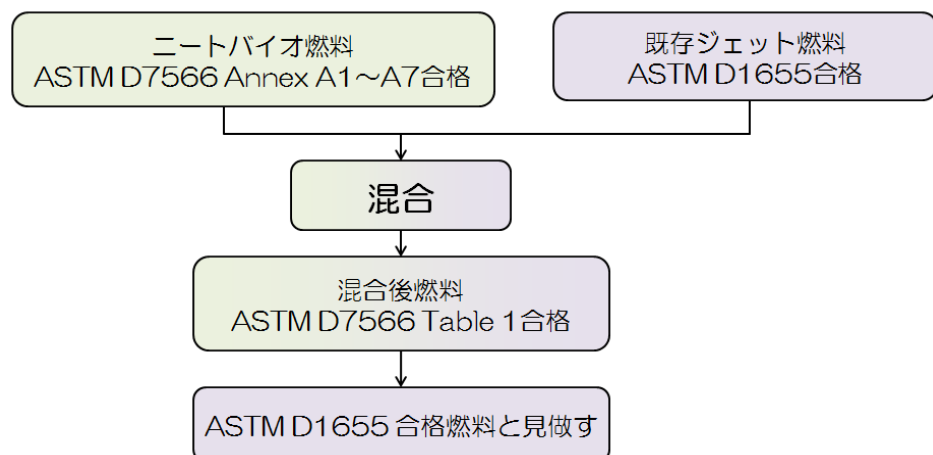 ニートバイオ燃料
ASTM D7566 Annex A1～A7合格
既存ジェット燃料
ASTM D1655合格
混合
混合後燃料
ASTM D7566 Table 1合格
ASTM D1655 合格燃料と見做す